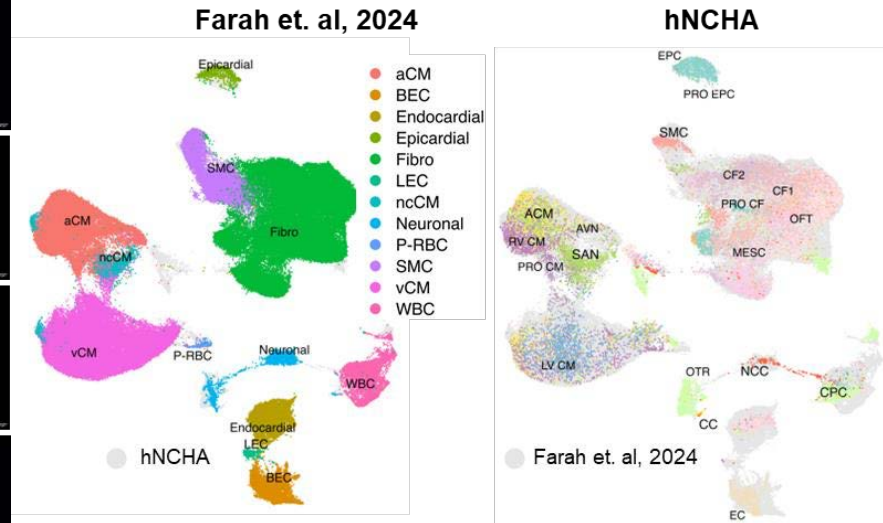 Farah et. al, 2024
Epicardial
SMC
Fibro
aCM
ncCM
vCM
P-RBC
Neuronal
WBC
Endocardial
LEC
BEC
hNCHA
aCM
BEC
Endocardial
Epicardial
Fibro
LEC
ncCM
Neuronal
P-RBC
SMC
vCM
WBC
hNCHA
EPC
PRO EPC
SMC
CF2
CF1
PRO CF
OFT
MESC
ACM
AVN
RV CM
SAN
PRO CM
LV CM
OTR
NCC
CPC
CC
Farah et. al, 2024
EC